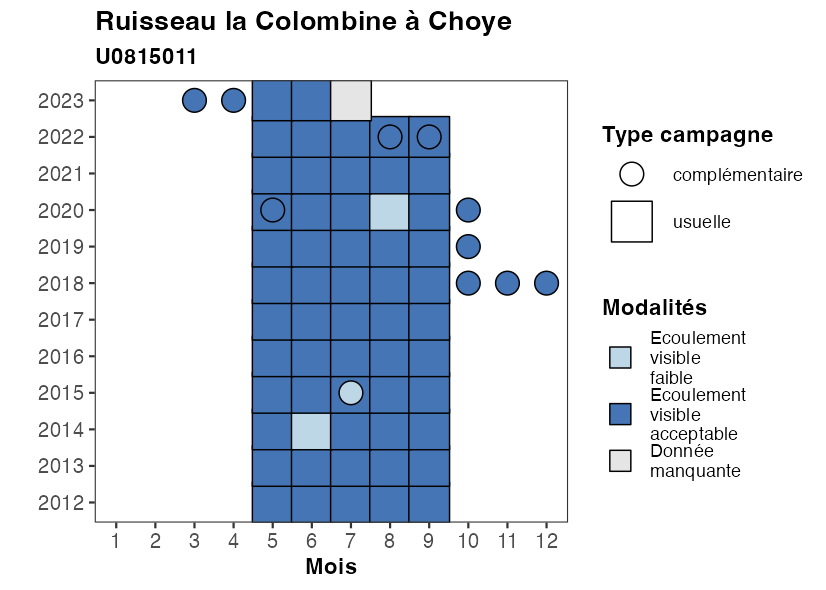 Ruisseau la Colombine à Choye
U0815011
2023
2022
2021
2020
2019
2018
2017
2016
2015
2014
2013
2012
1 2 3 4 5 6 7 8 9 10 11 12
Mois
Type campagne
complémentaire
usuelle
Modalités
Ecoulement
visible
faible
Ecoulement
visible
acceptable
Donnée
manquante